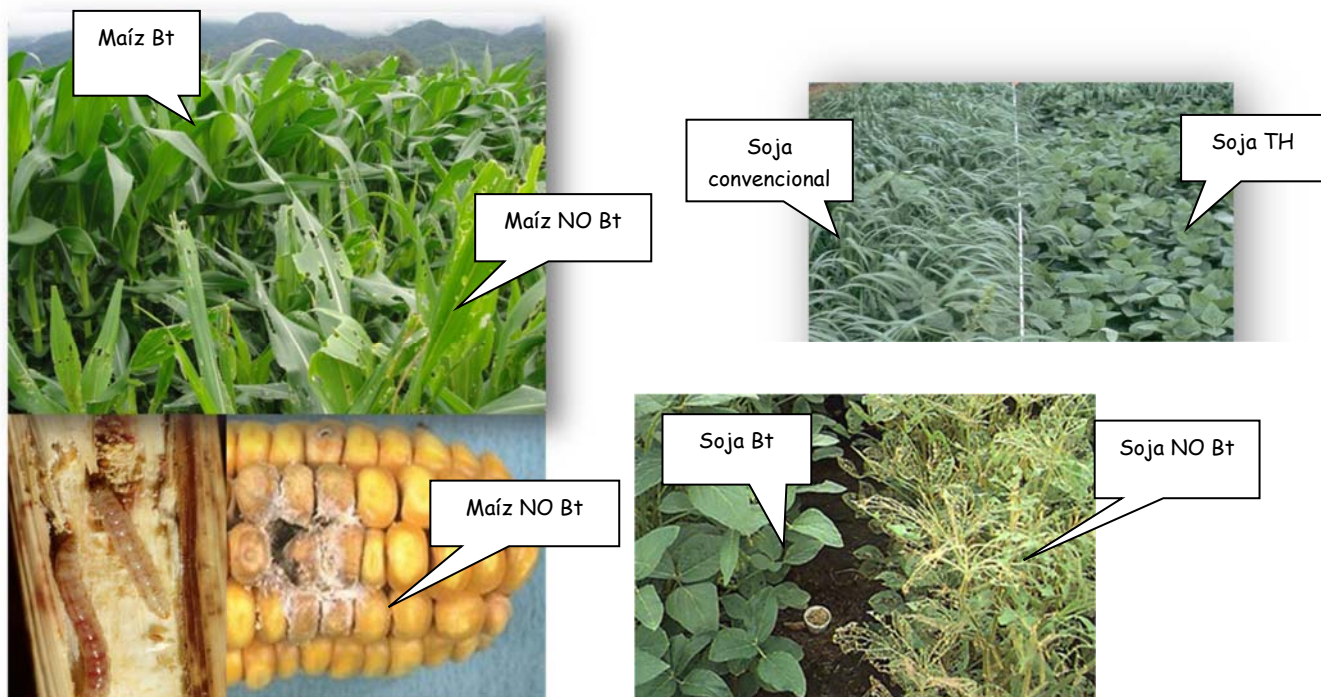 Maíz Bt
Maíz NO Bt
Maíz NO Bt
Soja
convencional
Soja TH
Soja Bt
Soja NO Bt